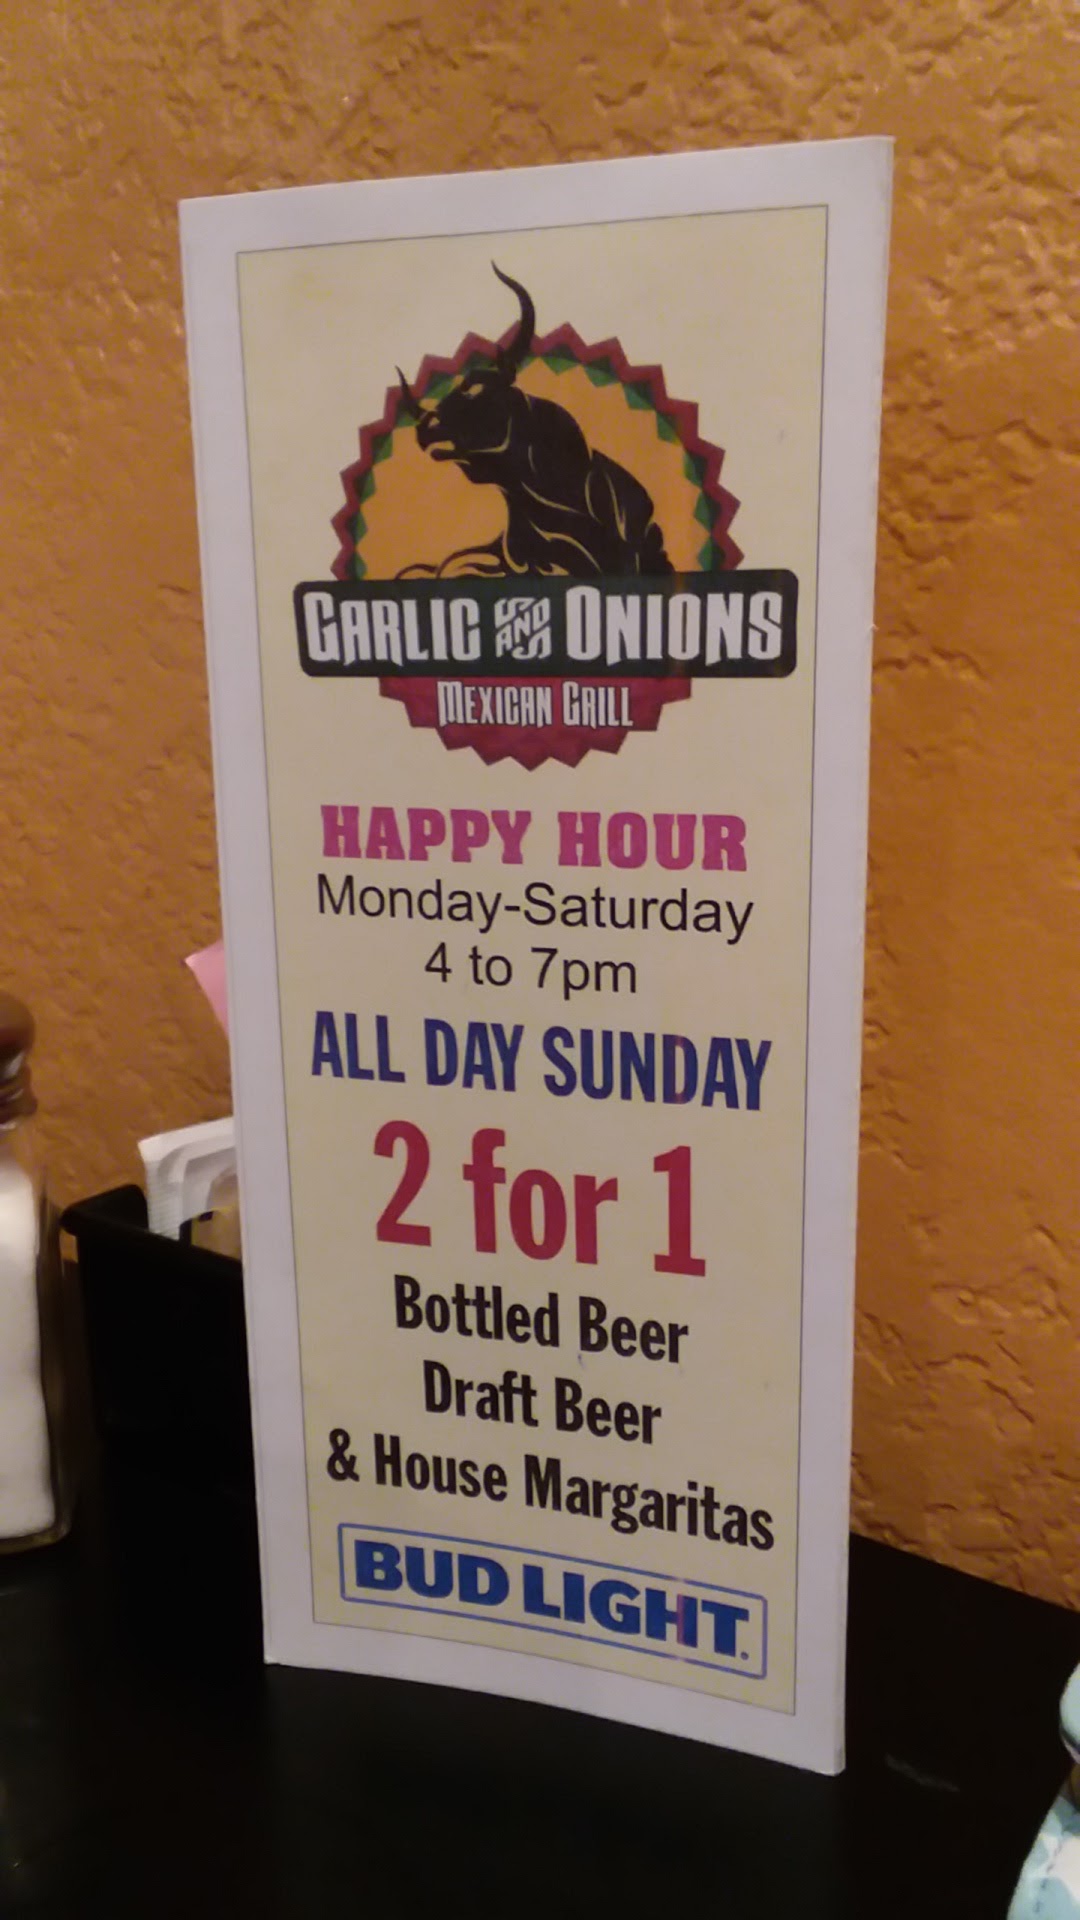 GARLIC AND ONIONS
MEXICAN GRILL
HAPPY HOUR
Monday-Saturday
4 to 7pm
ALL DAY SUNDAY
2 for 1
Bottled Beer
Draft Beer
& House Margaritas
BUD LIGHT.